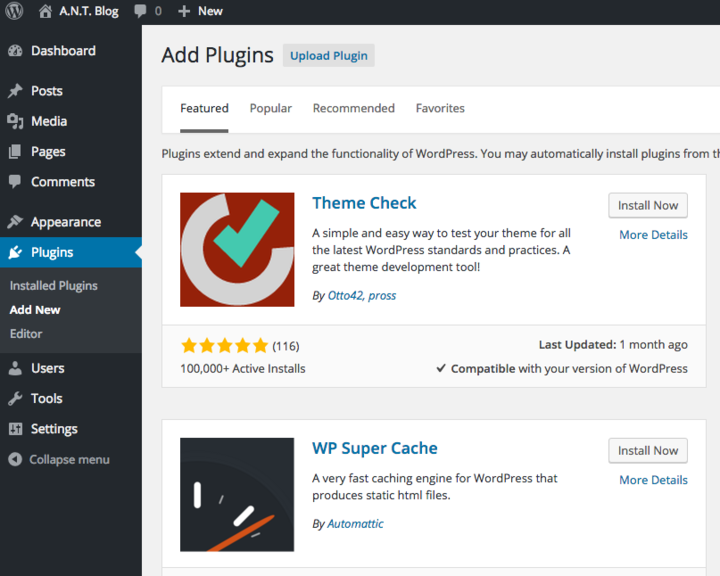 A.N.T. Blog 0 New
Dashboard
Posts
Media
Pages
Comments
Appearance
Plugins
Installed Plugins
Add New
Editor
Users
Tools
Settings
Collapse menu
Add Plugins Upload Plugin
Featured Popular Recommended Favorites
Plugins extend and expand the functionality of WordPress. You may automatically install plugins from
Theme Check
Install Now
More Details
A simple and easy way to test your theme for all
the latest WordPress standards and practices. A
great theme development tool!
By Otto42, pross
(116)
100,000+ Active Installs
Last Updated: 1 month ago
Compatible with your version of WordPress
WP Super Cache
Install Now
More Details
A very fast caching engine for WordPress that
produces static html files.
By Automattic